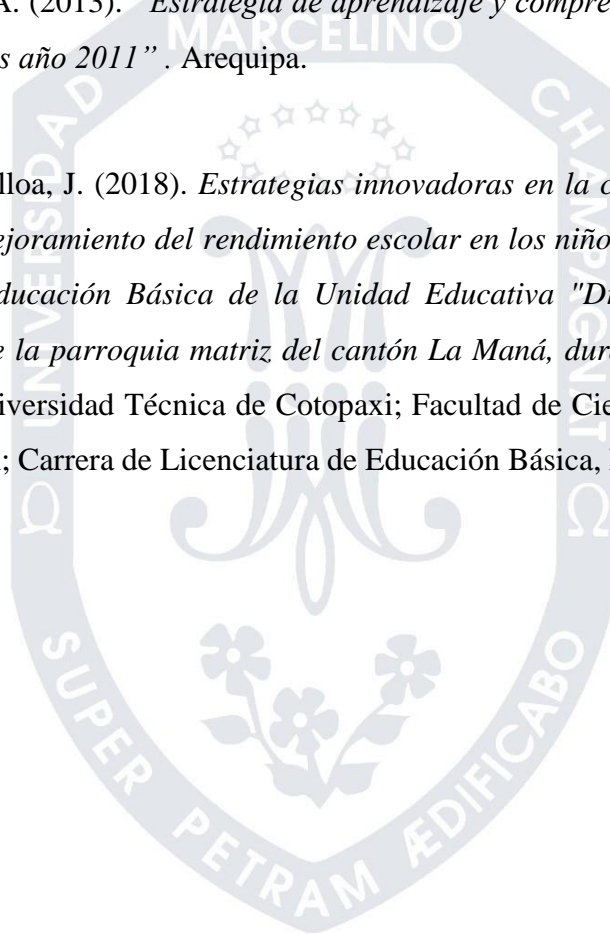 A. (2013). " Estrategia de aprendizaje y compre
s año 2011” . Arequipa.
lloa, J. (2018). Estrategias innovadoras en la c
ejoramiento del rendimiento escolar en los niño
ducación Básica de la Unidad Educativa "D
e la parroquia matriz del cantón La Maná, dur
iversidad Técnica de Cotopaxi; Facultad de Cie
; Carrera de Licenciatura de Educación Básica,
UNIVERSIDAD MARCELINO CHAMPAGNAT
SUPER PETRAM ÆDIFICABO